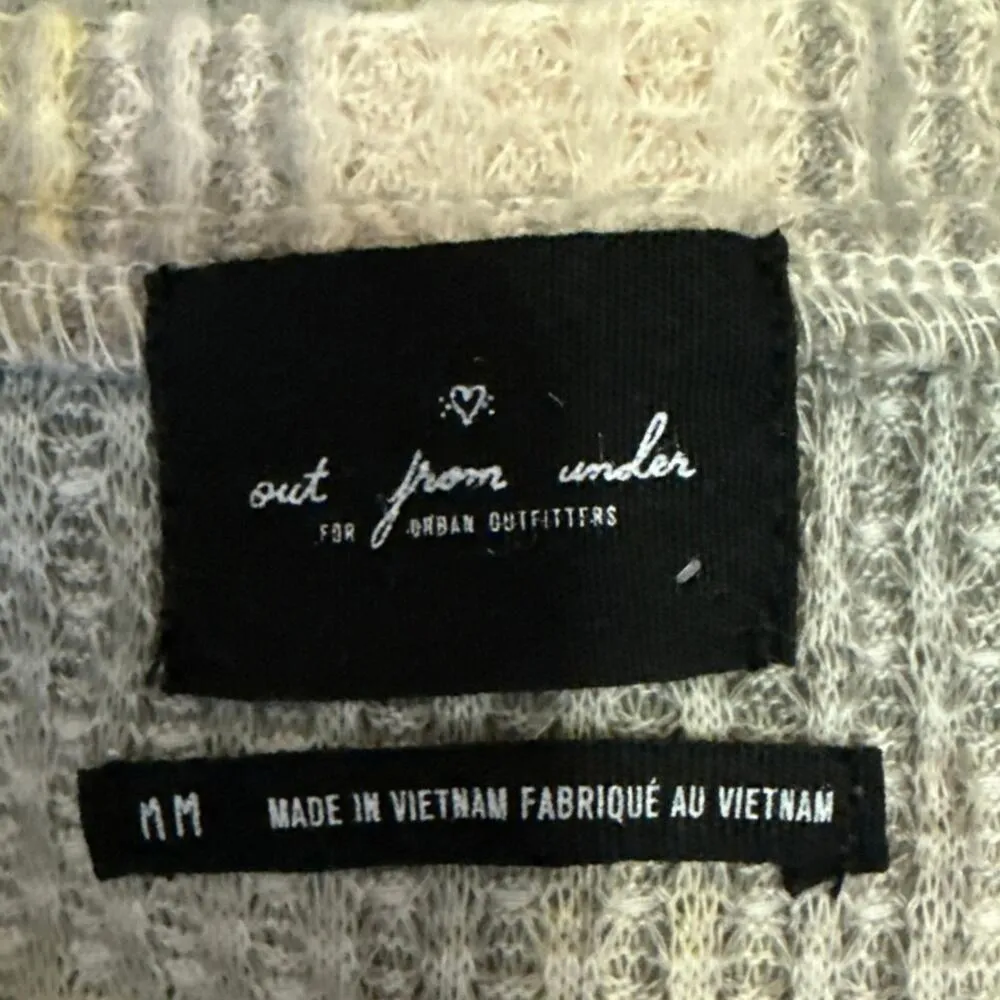 out from under
FOR URBAN OUTFITTERS
M M MADE IN VIETNAM FABRIQUÉ AU VIETNAM